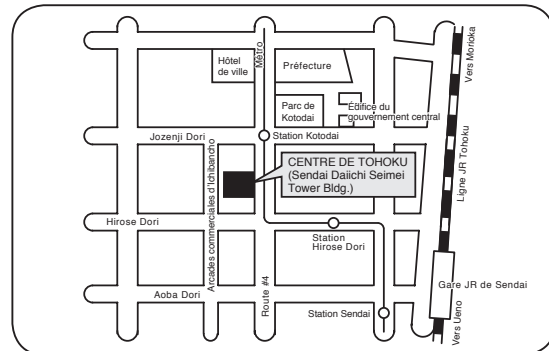 Métro
Hôtel
de ville
Préfecture
Vers Morioka
Parc de
Kotodai
Édifice du
gouvernement central
Jozenji Dori
Station Kotodai
CENTRE DE TOHOKU
(Sendai Daiichi Seimei
Tower Bldg.)
Arcades commerciales d'Ichibancho
Ligne JR Tohoku
Hirose Dori
Station
Hirose Dori
Gare JR de Sendai
Aoba Dori
Route #4
Station Sendai
Vers Ueno